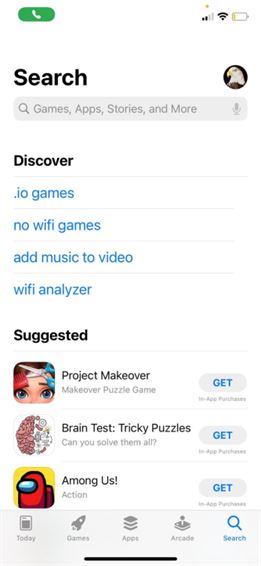 Search
Games, Apps, Stories, and More
Discover
.io games
no wifi games
add music to video
wifi analyzer
Suggested
Project Makeover
Makeover Puzzle Game
GET
In-App Purchases
Brain Test: Tricky Puzzles
Can you solve them all?
GET
In-App Purchases
Among Us!
Action
GET
In-App Purchases
Today
Games
Apps
Arcade
Search